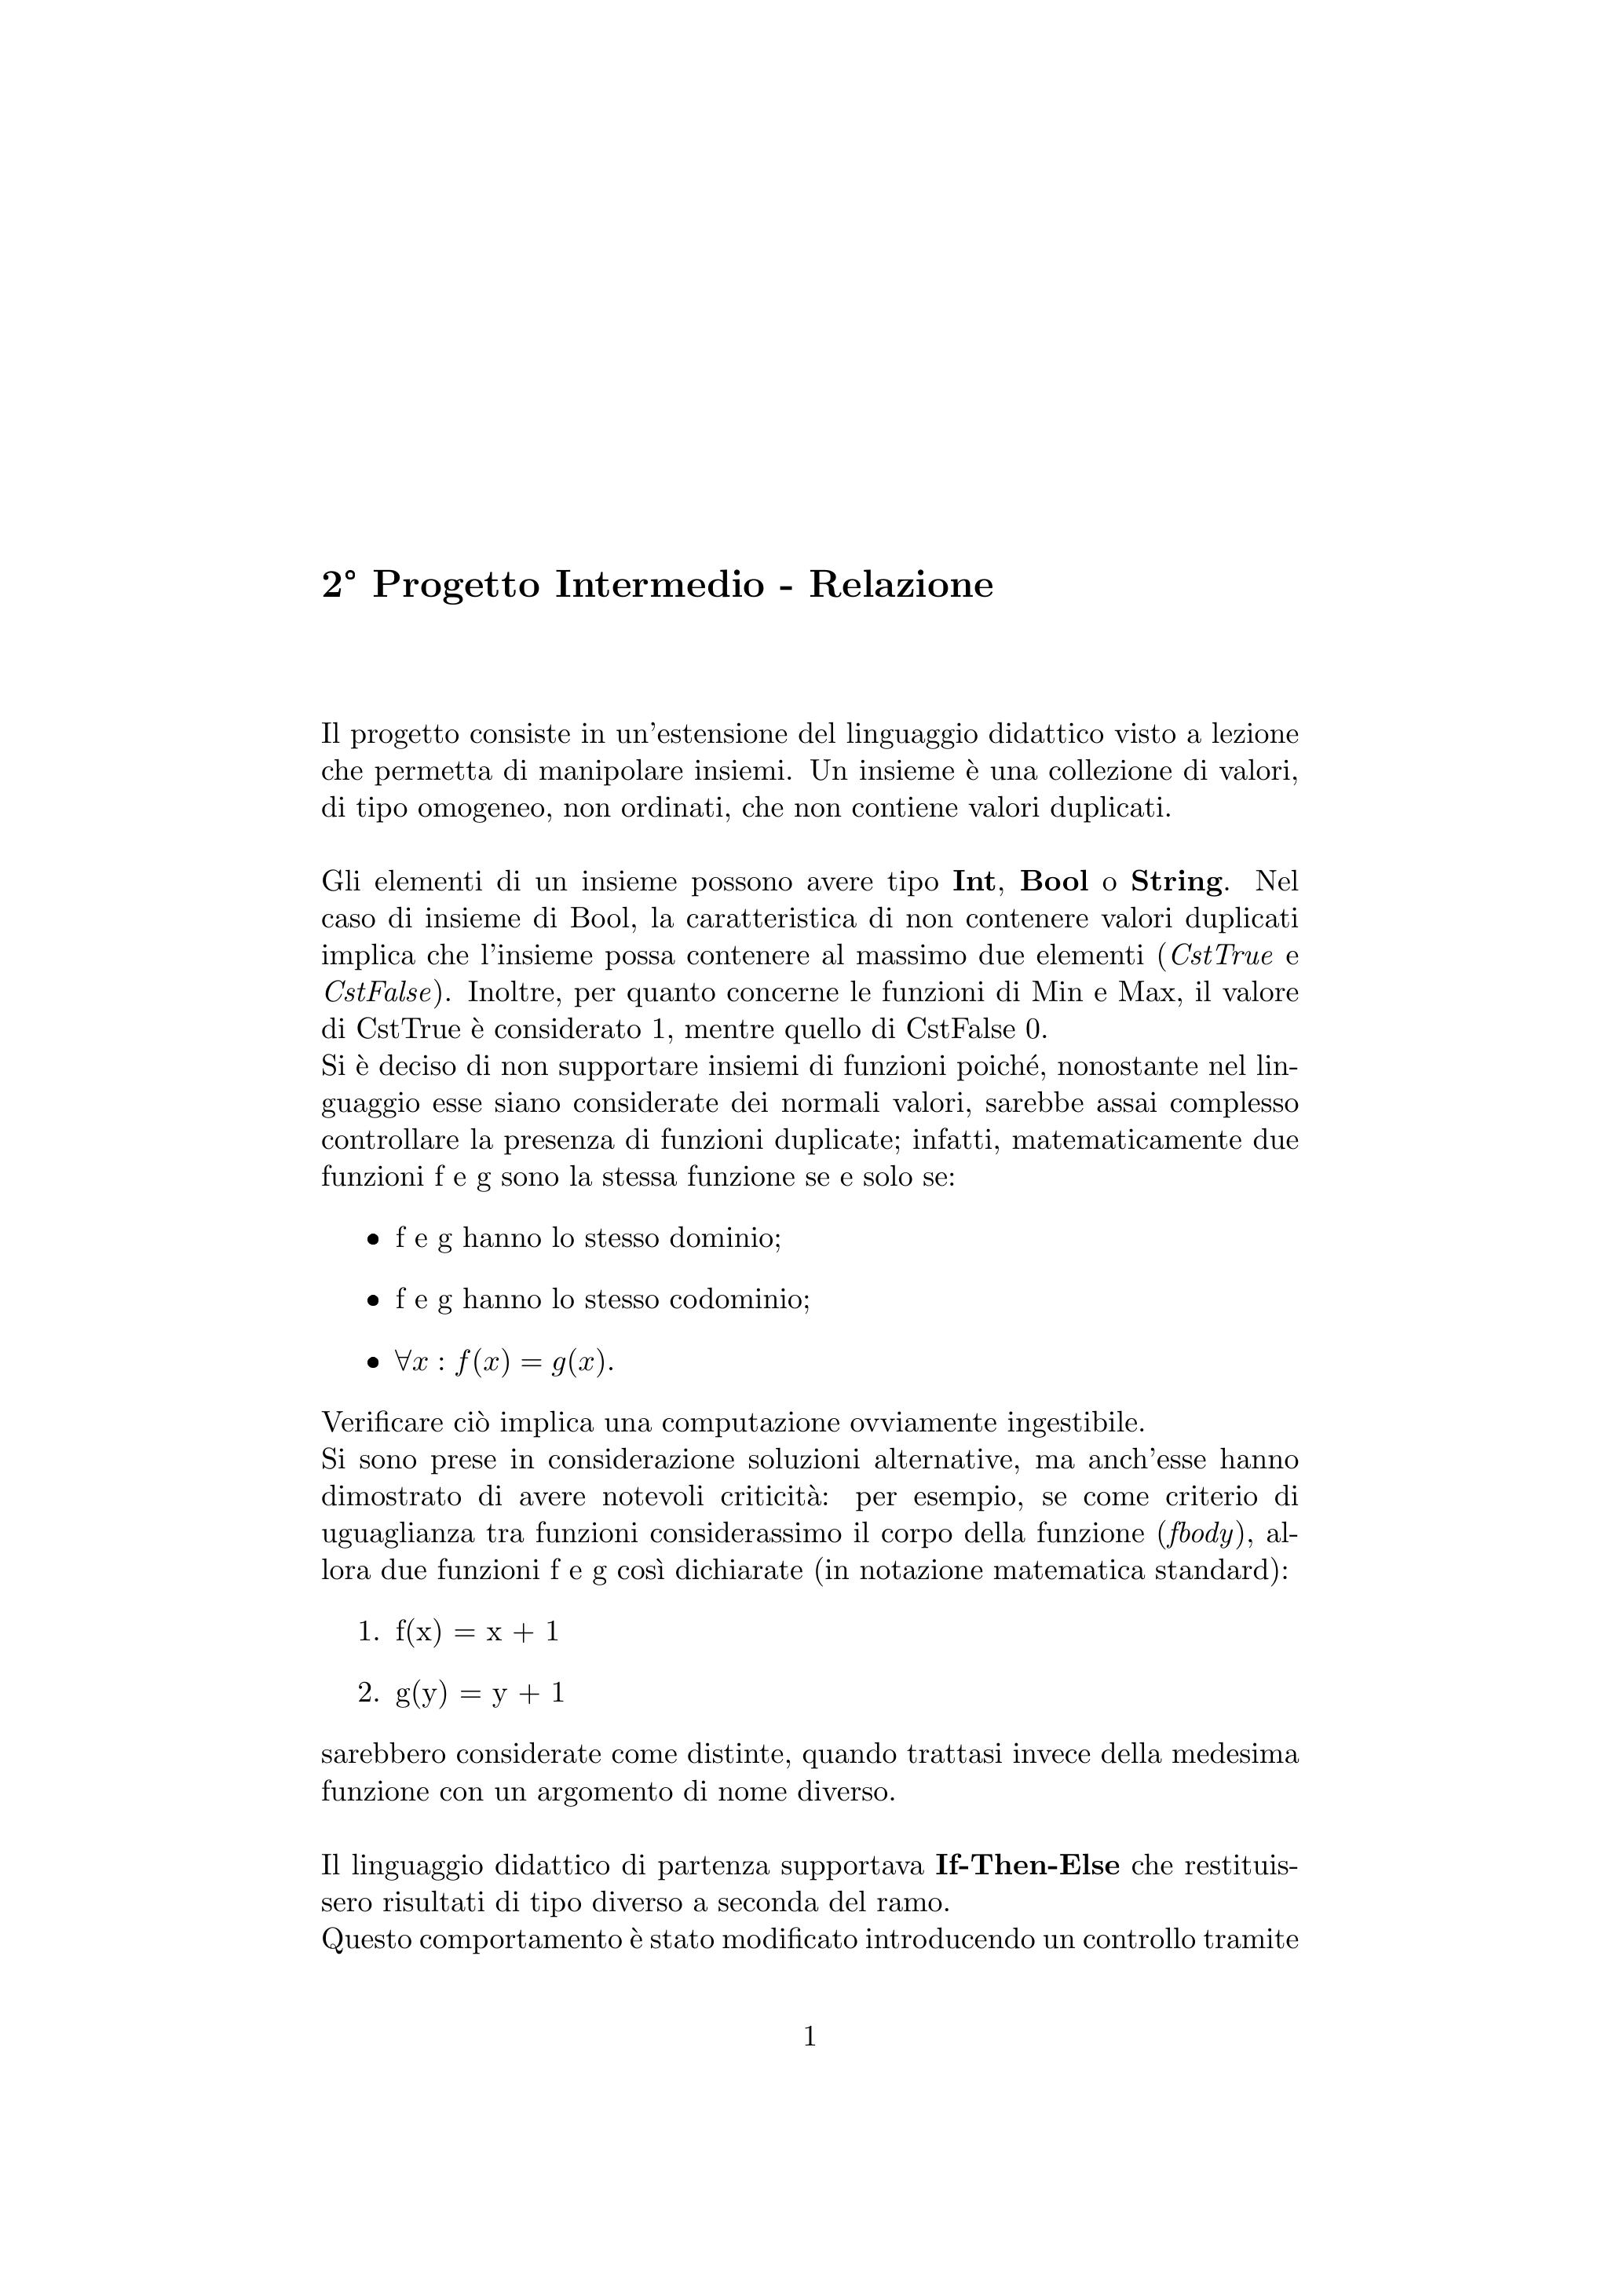 2° Progetto Intermedio - Relazione
Il progetto consiste in un'estensione del linguaggio didattico visto a lezione
che permetta di manipolare insiemi. Un insieme è una collezione di valori,
di tipo omogeneo, non ordinati, che non contiene valori duplicati.
Gli elementi di un insieme possono avere tipo Int, Bool o String. Nel
caso di insieme di Bool, la caratteristica di non contenere valori duplicati
implica che l'insieme possa contenere al massimo due elementi (CstTrue e
CstFalse). Inoltre, per quanto concerne le funzioni di Min e Max, il valore
di CstTrue è considerato 1, mentre quello di CstFalse 0.
Si è deciso di non supportare insiemi di funzioni poiché, nonostante nel lin-
guaggio esse siano considerate dei normali valori, sarebbe assai complesso
controllare la presenza di funzioni duplicate; infatti, matematicamente due
funzioni f e g sono la stessa funzione se e solo se:
• f e g hanno lo stesso dominio;
• f e g hanno lo stesso codominio;
• ∀x : f(x) = g(x).
Verificare ciò implica una computazione ovviamente ingestibile.
Si sono prese in considerazione soluzioni alternative, ma anch'esse hanno
dimostrato di avere notevoli criticità: per esempio, se come criterio di
uguaglianza tra funzioni considerassimo il corpo della funzione (fbody), al-
lora due funzioni f e g così dichiarate (in notazione matematica standard):
1. f(x) = x + 1
2. g(y) = y + 1
sarebbero considerate come distinte, quando trattasi invece della medesima
funzione con un argomento di nome diverso.
Il linguaggio didattico di partenza supportava If-Then-Else che restituis-
sero risultati di tipo diverso a seconda del ramo.
Questo comportamento è stato modificato introducendo un controllo tramite
1